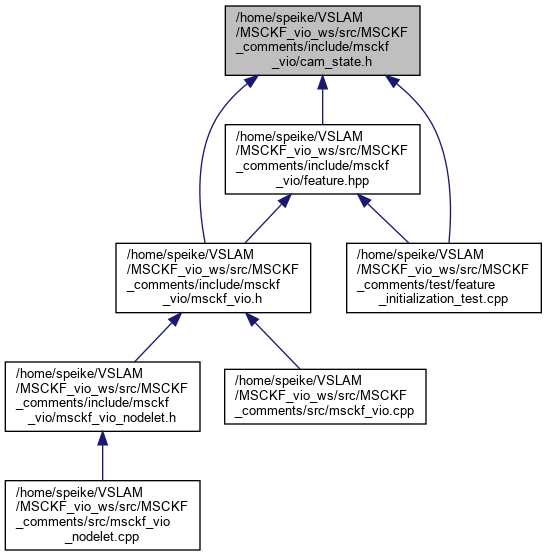 /home/speike/VSLAM
/MSCKF_vio_ws/src/MSCKF
_comments/include/msckf
_vio/cam_state.h
/home/speike/VSLAM
/MSCKF_vio_ws/src/MSCKF
_comments/include/msckf
_vio/feature.hpp
/home/speike/VSLAM
/MSCKF_vio_ws/src/MSCKF
_comments/include/msckf
_vio/msckf_vio.h
/home/speike/VSLAM
/MSCKF_vio_ws/src/MSCKF
_comments/test/feature
_initialization_test.cpp
/home/speike/VSLAM
/MSCKF_vio_ws/src/MSCKF
_comments/include/msckf
_vio/msckf_vio_nodelet.h
/home/speike/VSLAM
/MSCKF_vio_ws/src/MSCKF
_comments/src/msckf_vio.cpp
/home/speike/VSLAM
/MSCKF_vio_ws/src/MSCKF
_comments/src/msckf_vio
_nodelet.cpp